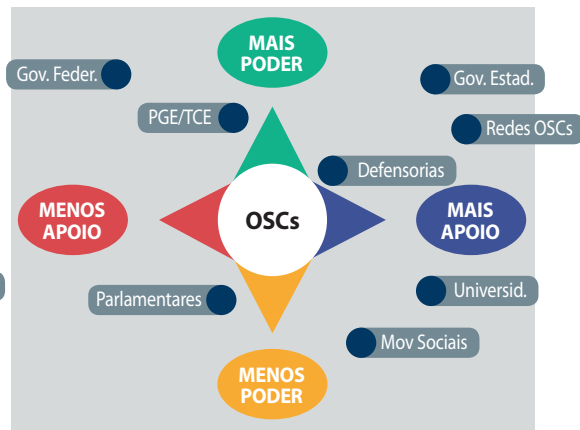 MAIS
PODER
Gov. Feder.
Gov. Estad.
PGE/TCE
Redes OSCs
Defensorias
MENOS
APOIO
OSCs
MAIS
APOIO
Parlamentares
Universid.
Mov Sociais
MENOS
PODER